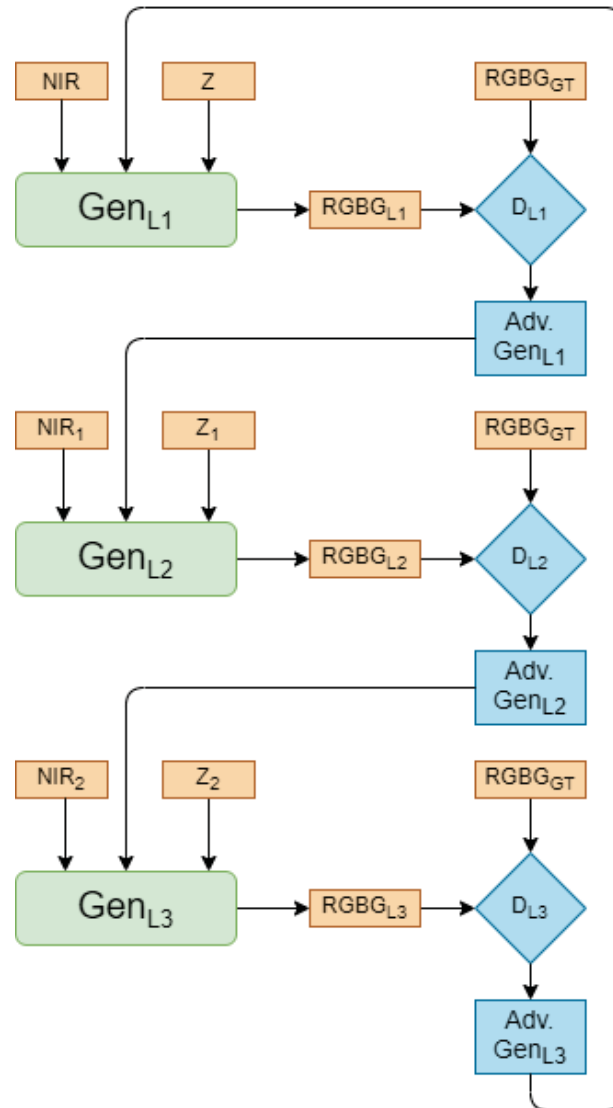 NIR
Z
RGBG_GT
Gen_L1
RGBG_L1
D_L1
Adv.
Gen_L1
NIR_1
Z_1
RGBG_GT
Gen_L2
RGBG_L2
D_L2
Adv.
Gen_L2
NIR_2
Z_2
RGBG_GT
Gen_L3
RGBG_L3
D_L3
Adv.
Gen_L3